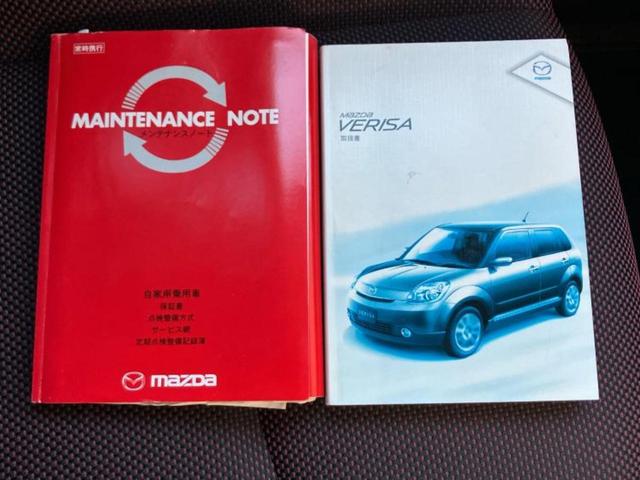 常時携行
MAINTENANCE NOTE
メンテナンスノート
自家用乗用車
保証書
点検整備方式
サービス網
定期点検整備記録簿
mazda
mazda
VERISA
取扱書
VERISA